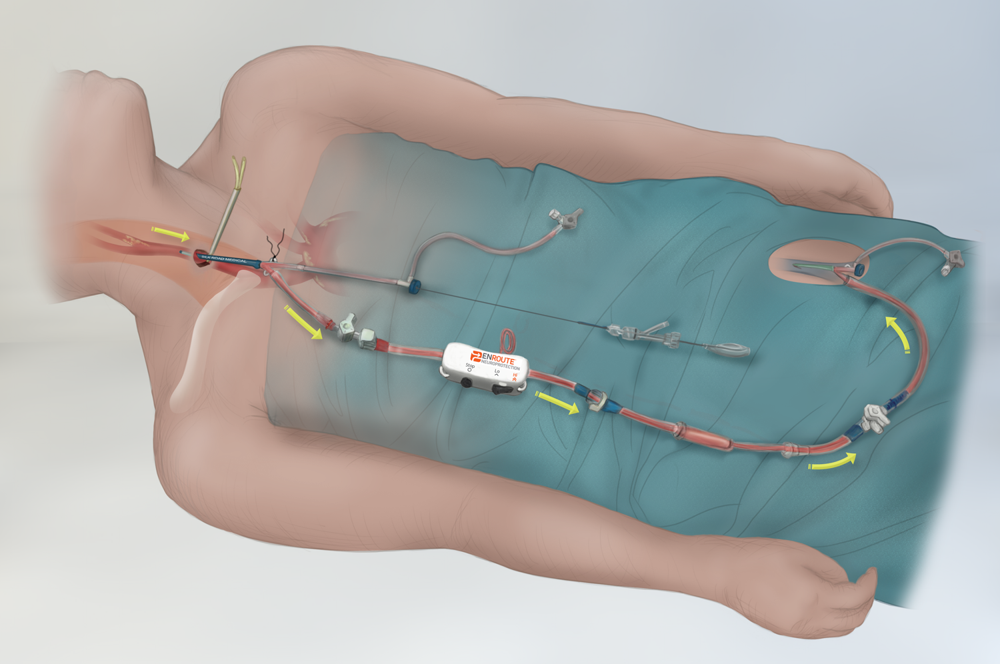 SILK ROAD MEDICAL
ENROUTE
NEUROPROTECTION
Stop
Lo
Hi